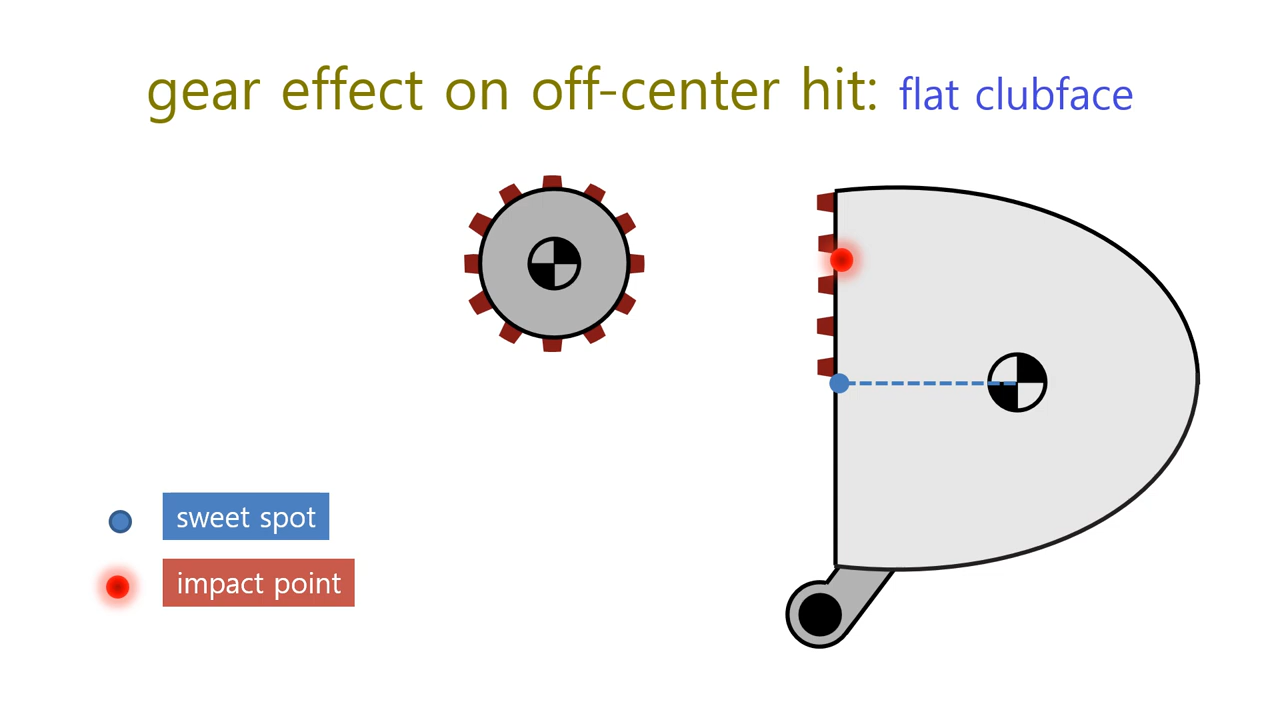 gear effect on off-center hit: flat clubface
sweet spot
impact point